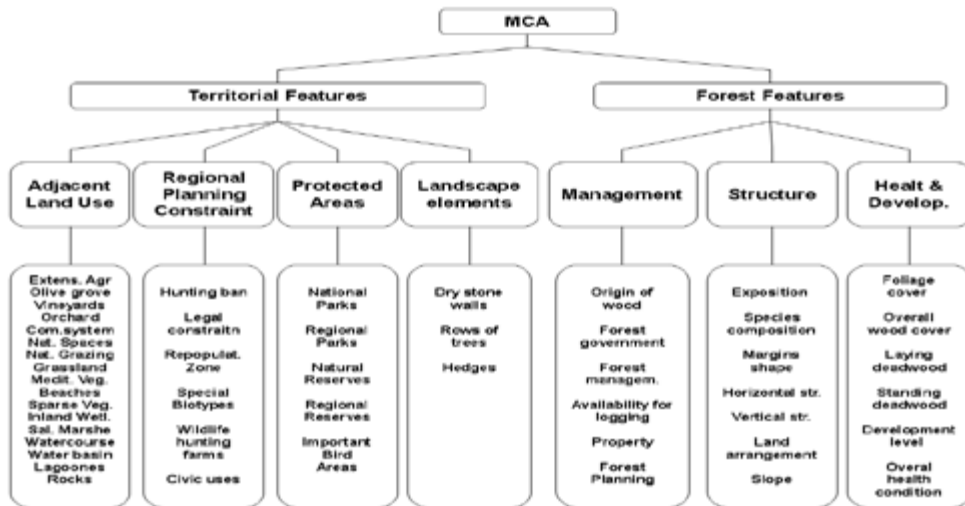 MCA
Territorial Features
Forest Features
Adjacent
Land Use
Regional
Planning
Constraint
Protected
Areas
Landscape
elements
Management
Structure
Healt &
Develop.
Extens. Agr
Olive grove
Vineyards
Orchard
Com.system
Nat. Spaces
Nat. Grazing
Grassland
Medit. Veg.
Beaches
Sparse Veg.
Inland Wetl.
Sal. Marshe
Watercourse
Water basin
Lagoones
Rocks
Hunting ban
Legal
constraitn
Repopulat.
Zone
Special
Biotypes
Wildlife
hunting
farms
Civic uses
National
Parks
Regional
Parks
Natural
Reserves
Regional
Reserves
Important
Bird
Areas
Dry stone
walls
Rows of
trees
Hedges
Origin of
wood
Forest
government
Forest
managem.
Availability for
logging
Property
Forest
Planning
Exposition
Species
composition
Margins
shape
Horizontal str.
Vertical str.
Land
arrangement
Slope
Foliage
cover
Overall
wood cover
Laying
deadwood
Standing
deadwood
Development
level
Overal
health
condition